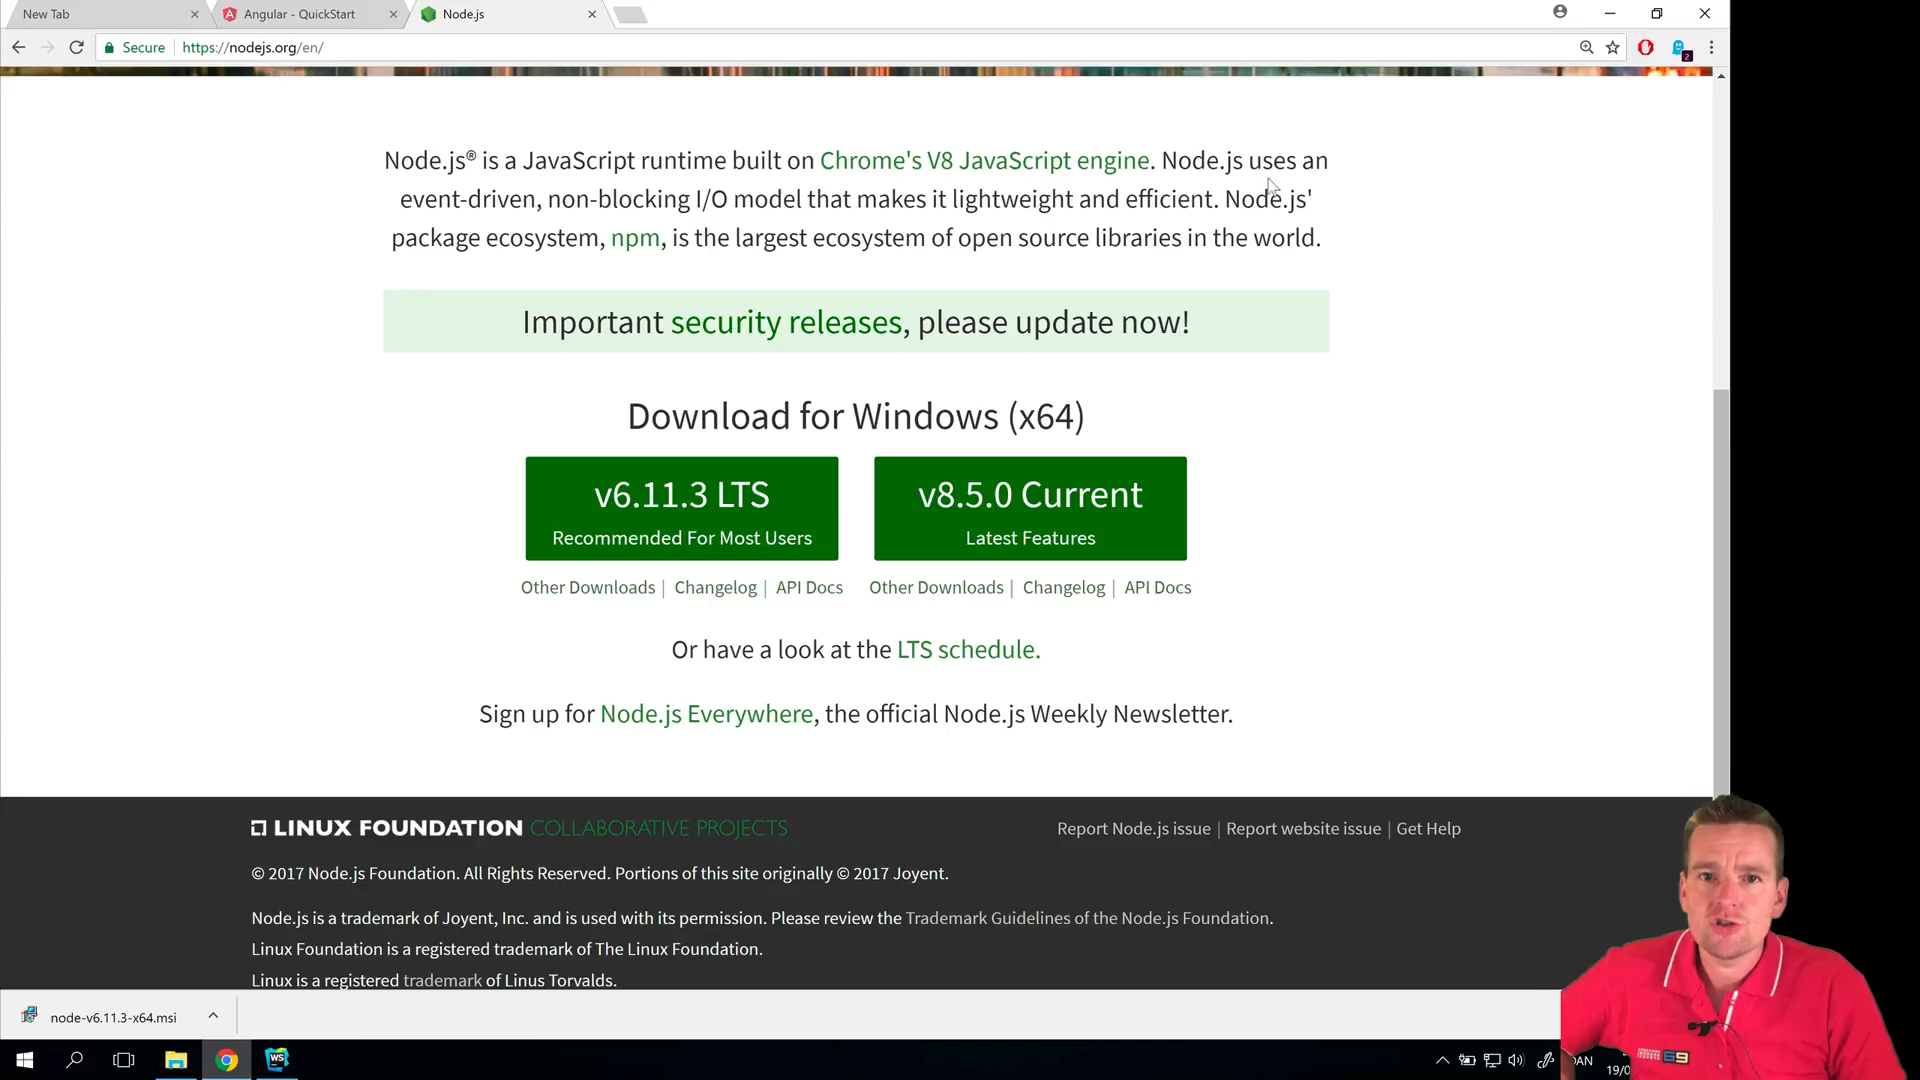 New Tab
Angular - QuickStart
Node.js
Secure
https://nodejs.org/en/
2
Node.js® is a JavaScript runtime built on Chrome's V8 JavaScript engine. Node.js uses an
event-driven, non-blocking I/O model that makes it lightweight and efficient. Node.js'
package ecosystem, npm, is the largest ecosystem of open source libraries in the world.
Important security releases, please update now!
Download for Windows (x64)
v6.11.3 LTS
Recommended For Most Users
v8.5.0 Current
Latest Features
Other Downloads | Changelog | API Docs
Other Downloads | Changelog | API Docs
Or have a look at the LTS schedule.
Sign up for Node.js Everywhere, the official Node.js Weekly Newsletter.
LINUX FOUNDATION COLLABORATIVE PROJECTS
Report Node.js issue | Report website issue | Get Help
© 2017 Node.js Foundation. All Rights Reserved. Portions of this site originally © 2017 Joyent.
Node.js is a trademark of Joyent, Inc. and is used with its permission. Please review the Trademark Guidelines of the Node.js Foundation.
Linux Foundation is a registered trademark of The Linux Foundation.
Linux is a registered trademark of Linus Torvalds.
node-v6.11.3-x64.msi
WS
DAN
19/0